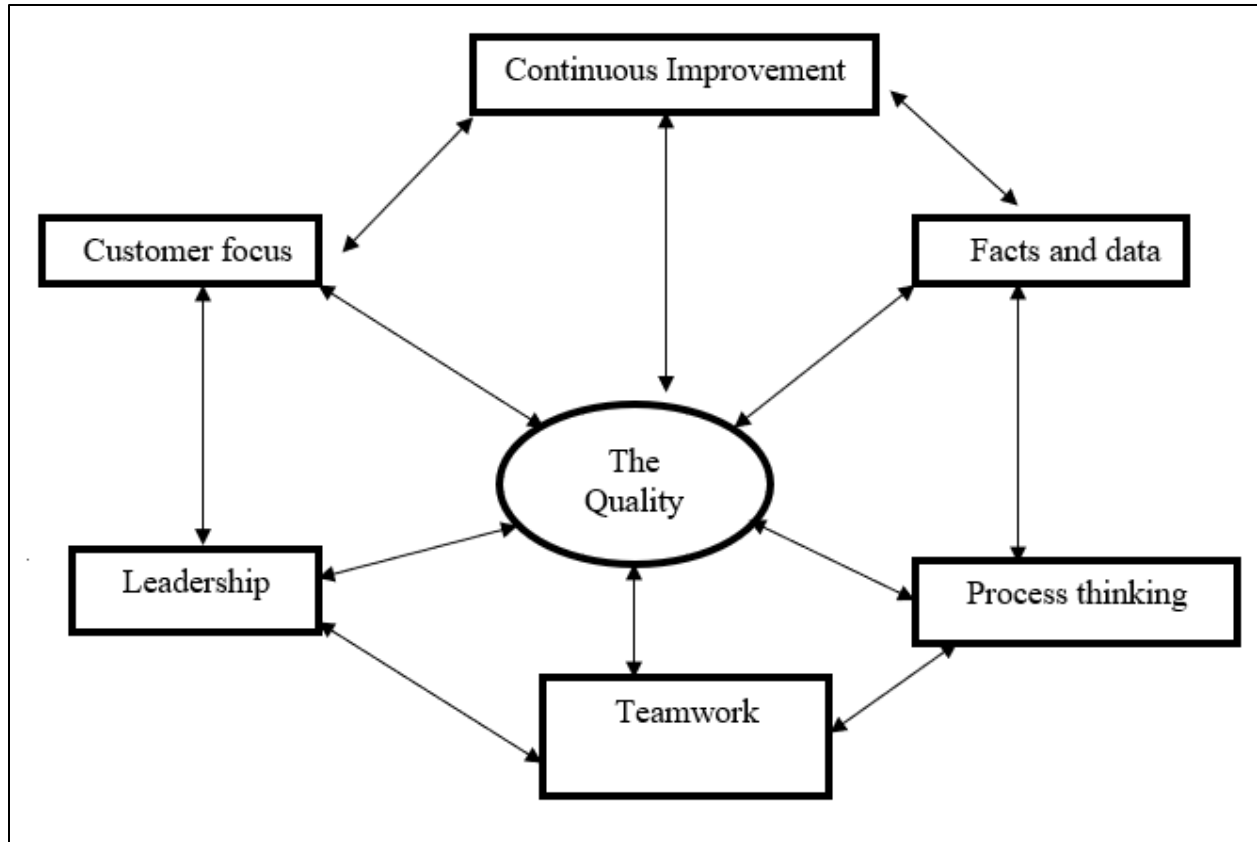 Continuous Improvement
Customer focus
Facts and data
The
Quality
Leadership
Process thinking
Teamwork